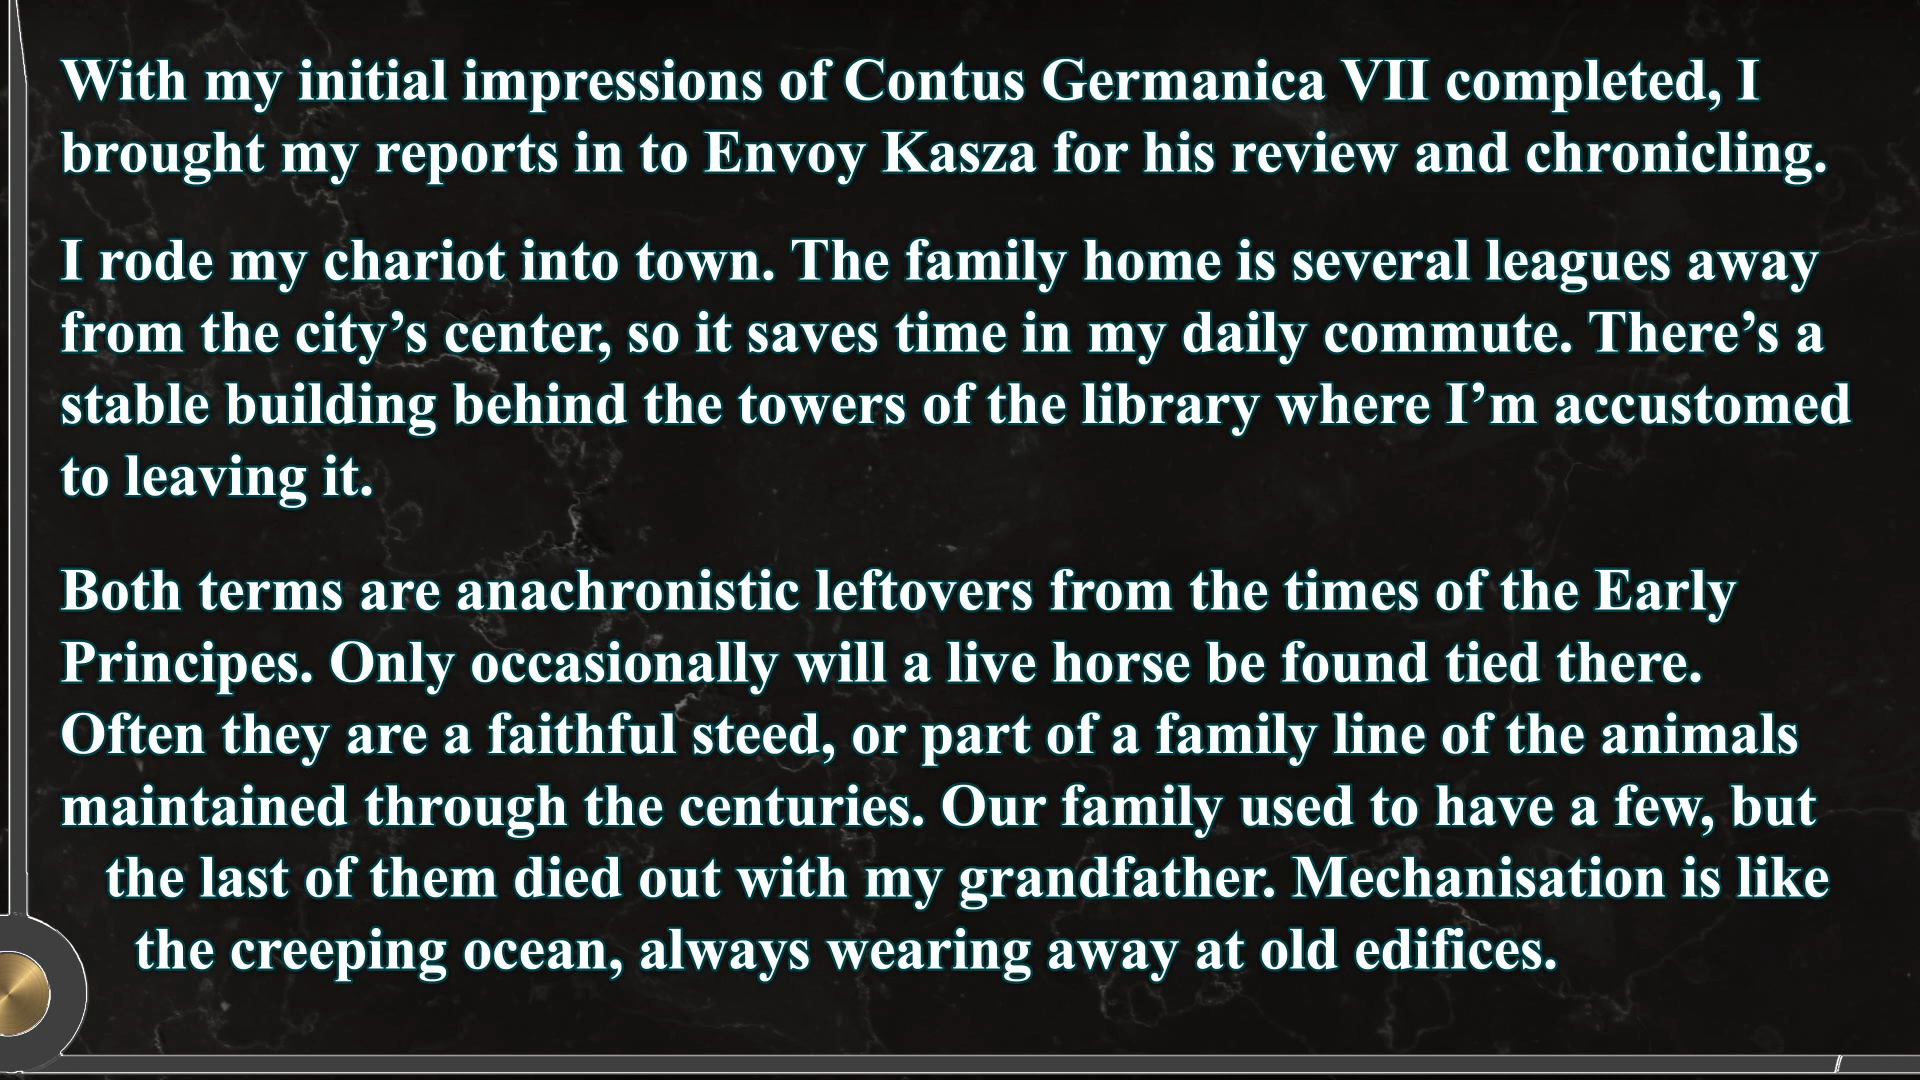 With my initial impressions of Contus Germanica VII completed, I
brought my reports in to Envoy Kasza for his review and chronicling.
I rode my chariot into town. The family home is several leagues away
from the city’s center, so it saves time in my daily commute. There’s a
stable building behind the towers of the library where I’m accustomed
to leaving it.
Both terms are anachronistic leftovers from the times of the Early
Principes. Only occasionally will a live horse be found tied there.
Often they are a faithful steed, or part of a family line of the animals
maintained through the centuries. Our family used to have a few, but
the last of them died out with my grandfather. Mechanisation is like
the creeping ocean, always wearing away at old edifices.